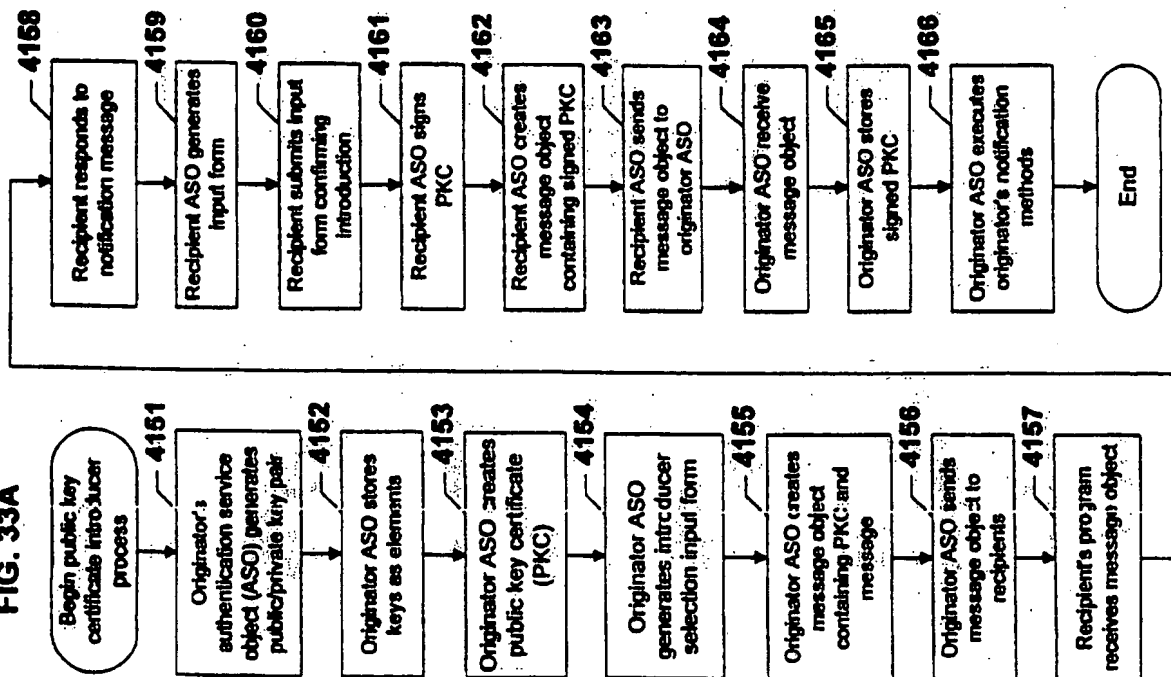 FIG. 33A
Begin public key
certificate introducer
process
4151
Originator's
authentication service
object (ASO) generates
public/private key pair
4152
Originator ASO stores
keys as elements
4153
Originator ASO creates
public key certificate
(PKC)
4154
Originator ASO
generates introducer
selection input form
4155
Originator ASO creates
message object
containing PKC and
message
4156
Originator ASO sends
message object to
recipients
4157
Recipient's program
receives message object
4158
Recipient responds to
notification message
4159
Recipient ASO generates
input form
4160
Recipient submits input
form confirming
introduction
4161
Recipient ASO signs
PKC
4162
Recipient ASO creates
message object
containing signed PKC
4163
Recipient ASO sends
message object to
originator ASO
4164
Originator ASO receive
message object
4165
Originator ASO stores
signed PKC
4166
Originator ASO executes
originator's notification
methods
End